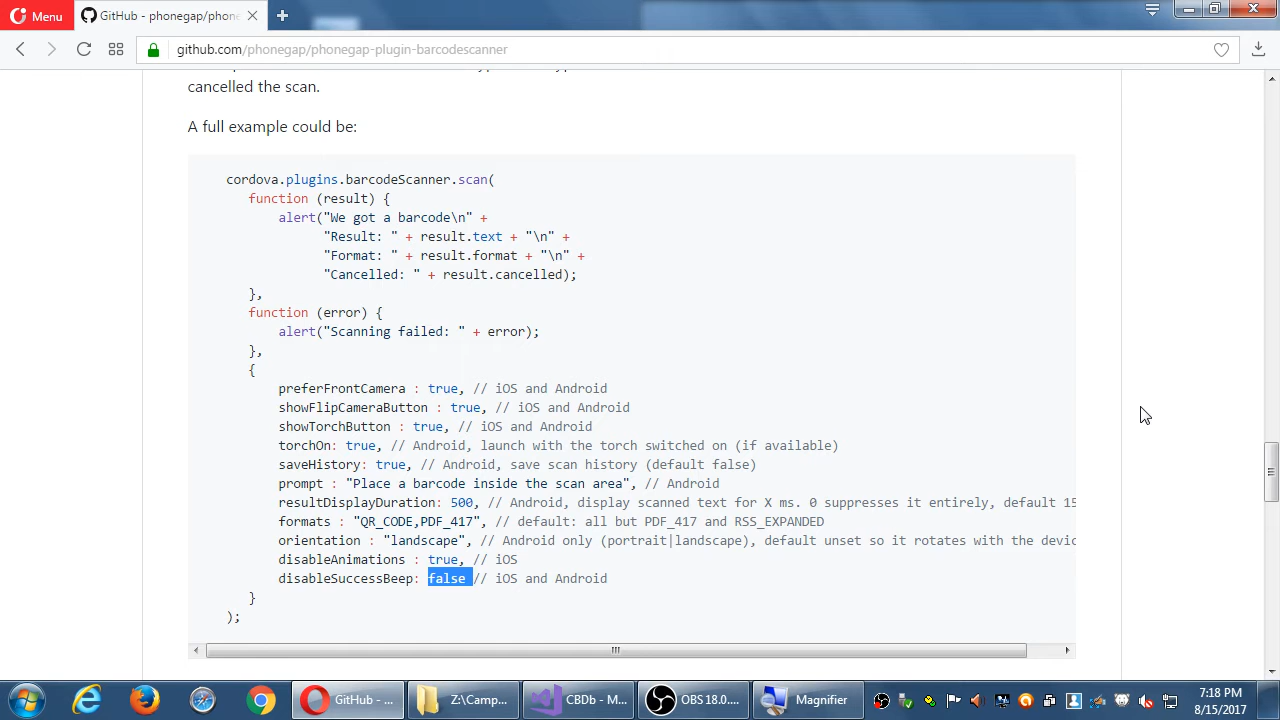 Menu
GitHub - phonegap/phone
github.com/phonegap/phonegap-plugin-barcodescanner
cancelled the scan.
A full example could be:
cordova.plugins.barcodeScanner.scan(
function (result) {
alert("We got a barcode\n" +
"Result: " + result.text + "\n" +
"Format: " + result.format + "\n" +
"Cancelled: " + result.cancelled);
},
function (error) {
alert("Scanning failed: " + error);
},
{
preferFrontCamera : true, // iOS and Android
showFlipCameraButton : true, // iOS and Android
showTorchButton : true, // iOS and Android
torchOn: true, // Android, launch with the torch switched on (if available)
saveHistory: true, // Android, save scan history (default false)
prompt : "Place a barcode inside the scan area", // Android
resultDisplayDuration: 500, // Android, display scanned text for X ms. 0 suppresses it entirely, default 15
formats : "QR_CODE,PDF_417", // default: all but PDF_417 and RSS_EXPANDED
orientation : "landscape", // Android only (portrait|landscape), default unset so it rotates with the devic
disableAnimations : true, // iOS
disableSuccessBeep: false // iOS and Android
}
);
GitHub - ...
Z:\Camp...
CBDb - M...
OBS 18.0....
Magnifier
7:18 PM
8/15/2017